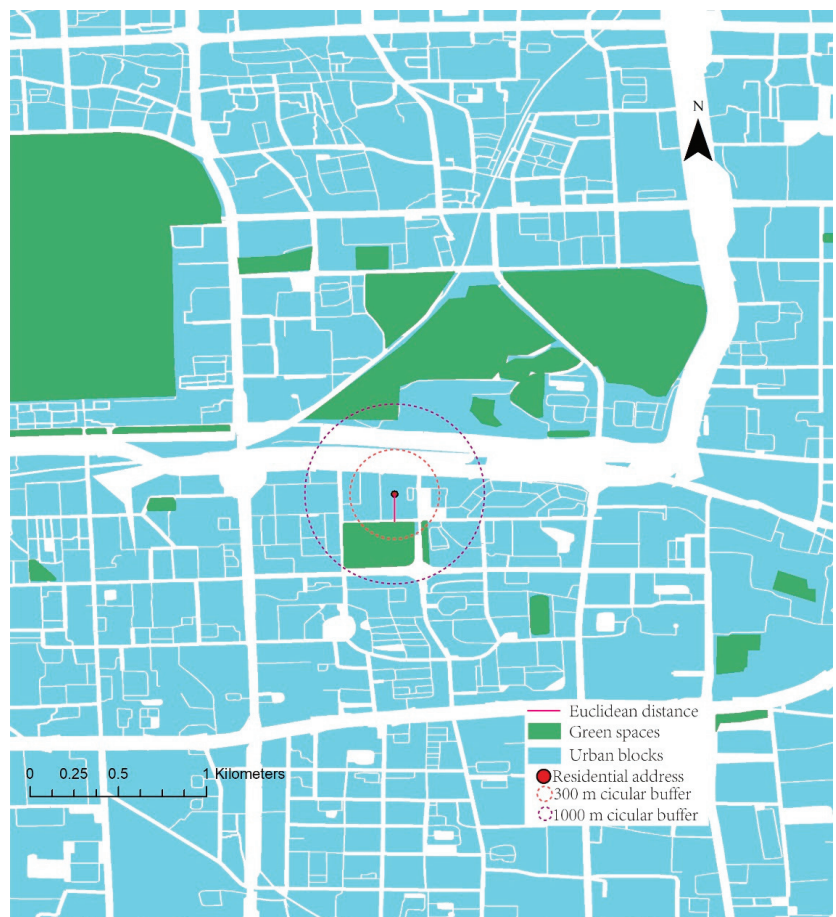 N
Euclidean distance
Green spaces
Urban blocks
Residential address
300 m cicular buffer
1000 m cicular buffer
0 0.25 0.5 1 Kilometers